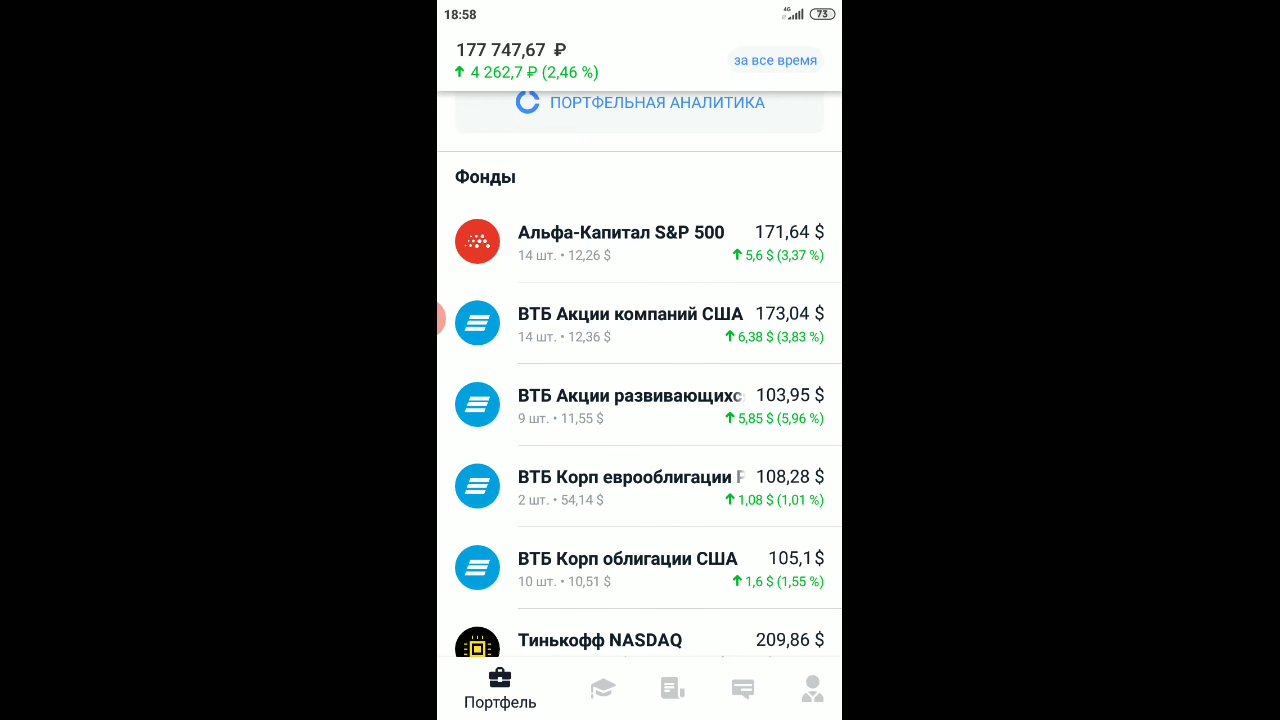 18:58
4G
73
177 747,67 ₽
4 262,7 ₽ (2,46 %)
за все время
ПОРТФЕЛЬНАЯ АНАЛИТИКА
Фонды
Альфа-Капитал S&P 500
171,64 $
14 шт. • 12,26 $
5,6 $ (3,37 %)
ВТБ Акции компаний США
173,04 $
14 шт. • 12,36 $
6,38 $ (3,83 %)
ВТБ Акции развивающихс
103,95 $
9 шт. • 11,55 $
5,85 $ (5,96 %)
ВТБ Корп еврооблигации
108,28 $
2 шт. • 54,14 $
1,08 $ (1,01 %)
ВТБ Корп облигации США
105,1 $
10 шт. • 10,51 $
1,6 $ (1,55 %)
Тинькофф NASDAQ
209,86 $
Портфель